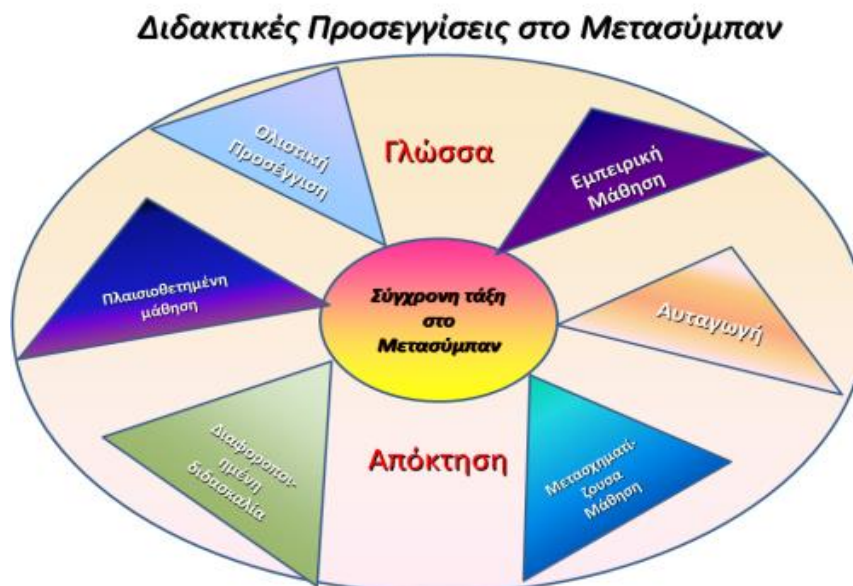 Διδακτικές Προσεγγίσεις στο Μετασύμπαν
Ολιστική
Προσέγγιση
Γλώσσα
Εμπειρική
Μάθηση
Πλαισιοθετημένη
μάθηση
Σύγχρονη τάξη
στο
Μετασύμπαν
Αυταγωγή
Διαφοροποι-
ημένη
διδασκαλία
Απόκτηση
Μετασχηματί-
ζουσα
Μάθηση